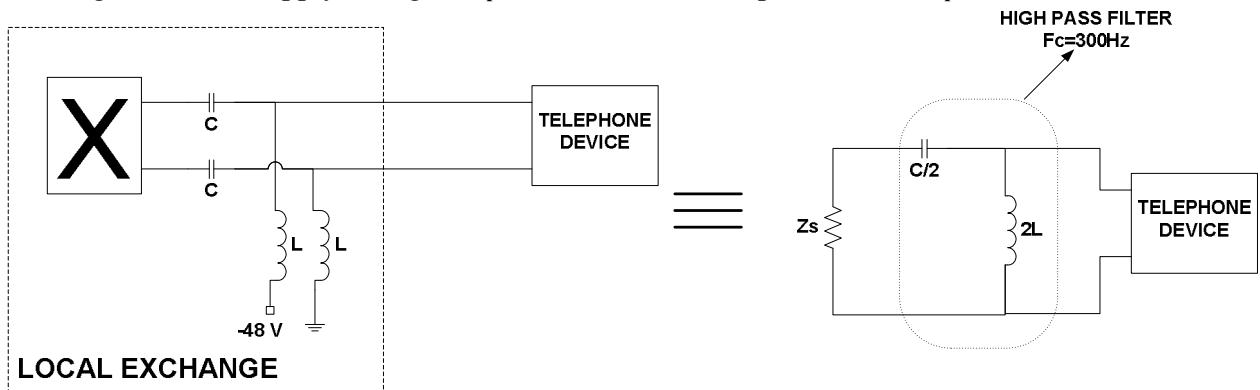 HIGH PASS FILTER
Fc=300Hz
X
C
C
TELEPHONE
DEVICE
L
L
-48 V
LOCAL EXCHANGE
C/2
Zs
2L
TELEPHONE
DEVICE